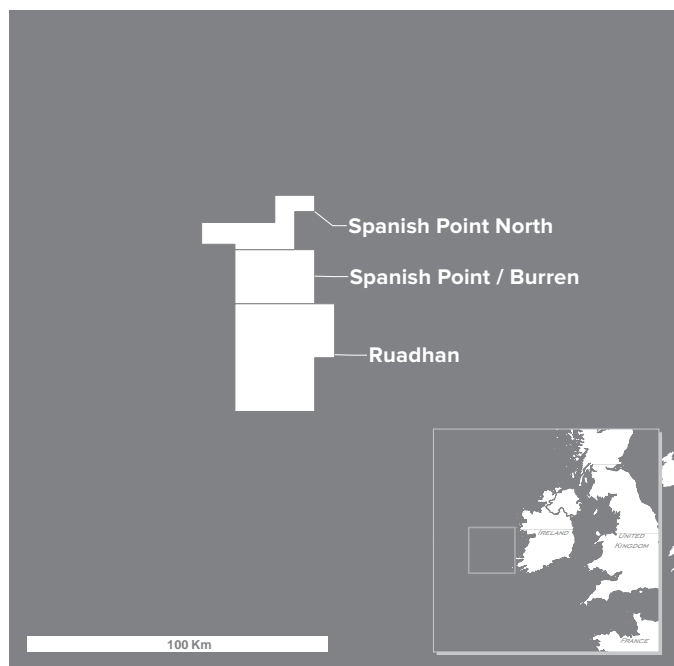 Spanish Point North
Spanish Point / Burren
Ruadhan
IRELAND
UNITED
KINGDOM
FRANCE
100 Km